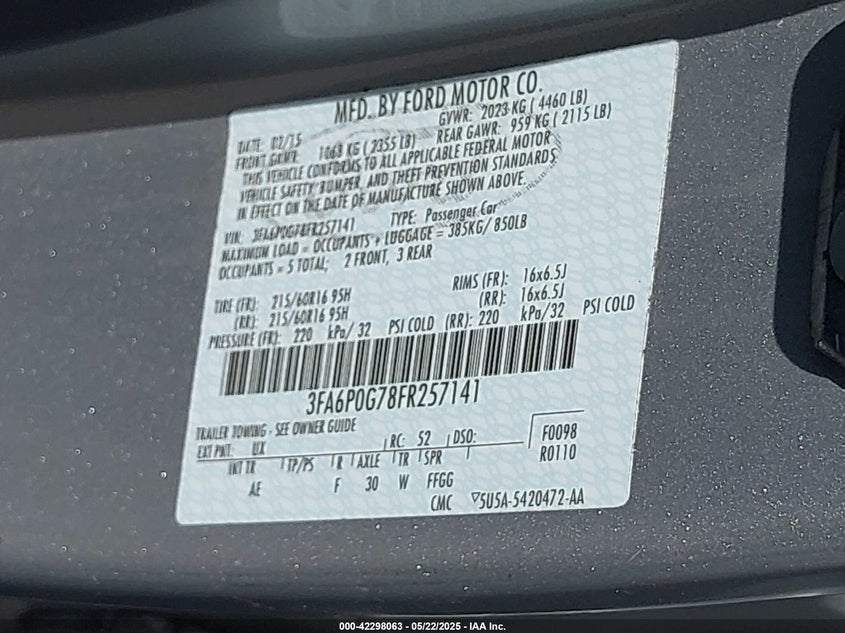 MFD. BY FORD MOTOR CO.
DATE: 02/15 GVWR: 2023 KG ( 4460 LB)
FRONT GAWR: 1068 KG ( 2355 LB) REAR GAWR: 959 KG ( 2115 LB)
THIS VEHICLE CONFORMS TO ALL APPLICABLE FEDERAL MOTOR
VEHICLE SAFETY, BUMPER, AND THEFT PREVENTION STANDARDS
IN EFFECT ON THE DATE OF MANUFACTURE SHOWN ABOVE.
VIN: 3FA6P0G78FR257141 TYPE: Passenger Car
MAXIMUM LOAD = OCCUPANTS + LUGGAGE = 385KG/ 850LB
OCCUPANTS = 5 TOTAL; 2 FRONT, 3 REAR
TIRE (FR): 215/60R16 95H RIMS (FR): 16x6.5J
(RR): 215/60R16 95H (RR): 16x6.5J
PRESSURE (FR): 220 kPa/ 32 PSI COLD (RR): 220 kPa/32 PSI COLD
3FA6P0G78FR257141
TRAILER TOWING - SEE OWNER GUIDE
EXT PNT: UX RC: 52 DSO: F0098
INT TR TP/PS R AXLE TR SPR R0110
AE F 30 W FFGG
CMC 5U5A-5420472-AA
000-42298063 - 05/22/2025 - IAA Inc.